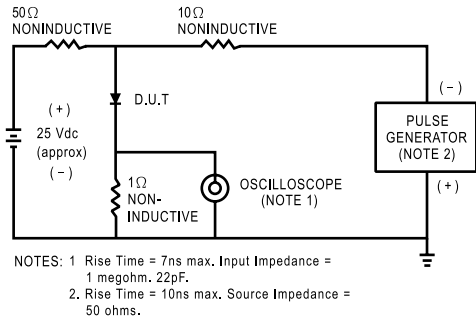 50Ω
NONINDUCTIVE
10Ω
NONINDUCTIVE
(+)
25 Vdc
(approx)
(−)
D.U.T
1Ω
NON-
INDUCTIVE
OSCILLOSCOPE
(NOTE 1)
(−)
PULSE
GENERATOR
(NOTE 2)
(+)
NOTES: 1 Rise Time = 7ns max. Input Impedance =
1 megohm. 22pF.
2. Rise Time = 10ns max. Source Impedance =
50 ohms.